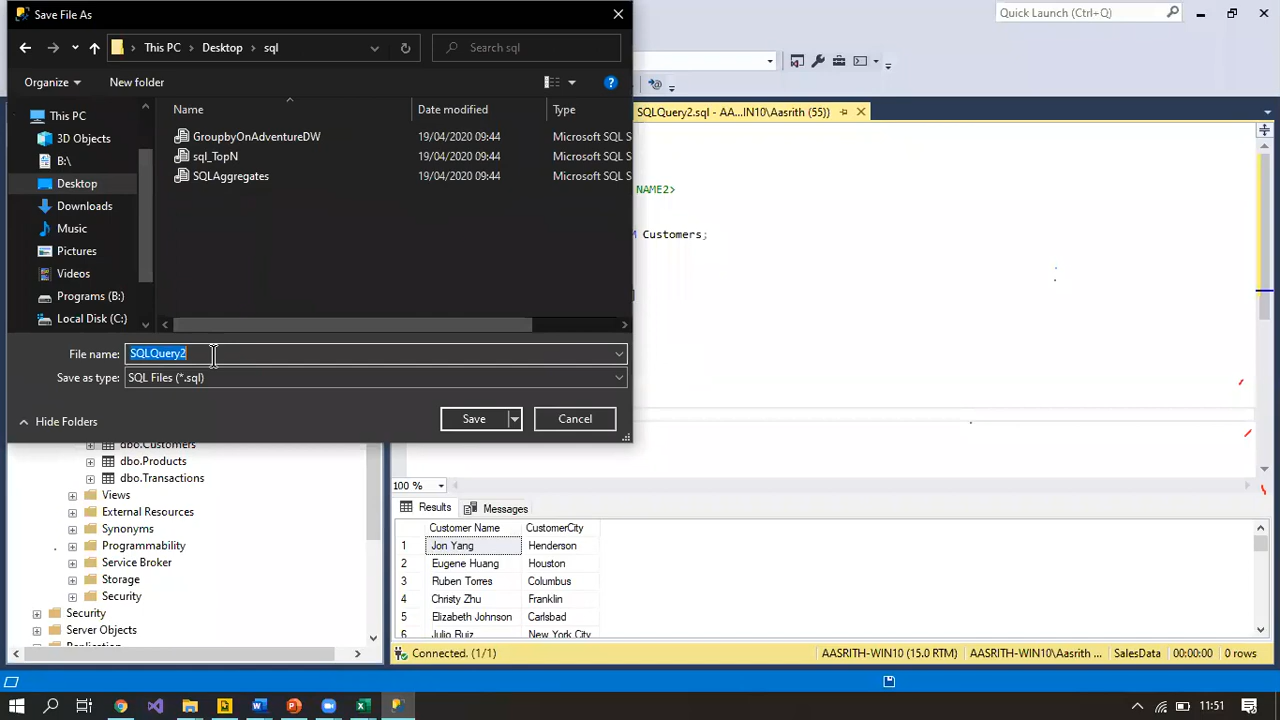 Save File As
Quick Launch (Ctrl+Q)
This PC
Desktop
sql
Search sql
Organize
New folder
SQLQuery2.sql - AA...IN10\Aasrith (55))
Name
Date modified
Type
This PC
3D Objects
B:\
Desktop
Downloads
Music
Pictures
Videos
Programs (B:)
Local Disk (C:)
GroupbyOnAdventureDW 19/04/2020 09:44 Microsoft SQL S
sql_TopN 19/04/2020 09:44 Microsoft SQL S
SQLAggregates 19/04/2020 09:44 Microsoft SQL S
NAME2>
Customers;
File name: SQLQuery2
Save as type: SQL Files (*.sql)
Hide Folders
Save
Cancel
dbo.Customers
dbo.Products
dbo.Transactions
Views
External Resources
Synonyms
Programmability
Service Broker
Storage
Security
Security
Server Objects
Replication
100 %
Results
Messages
Customer Name CustomerCity
1 Jon Yang Henderson
2 Eugene Huang Houston
3 Ruben Torres Columbus
4 Christy Zhu Franklin
5 Elizabeth Johnson Carlsbad
6 Julio Ruiz New York City
Connected. (1/1)
AASRITH-WIN10 (15.0 RTM)
AASRITH-WIN10\Aasrith ...
SalesData
00:00:00
0 rows
11:51